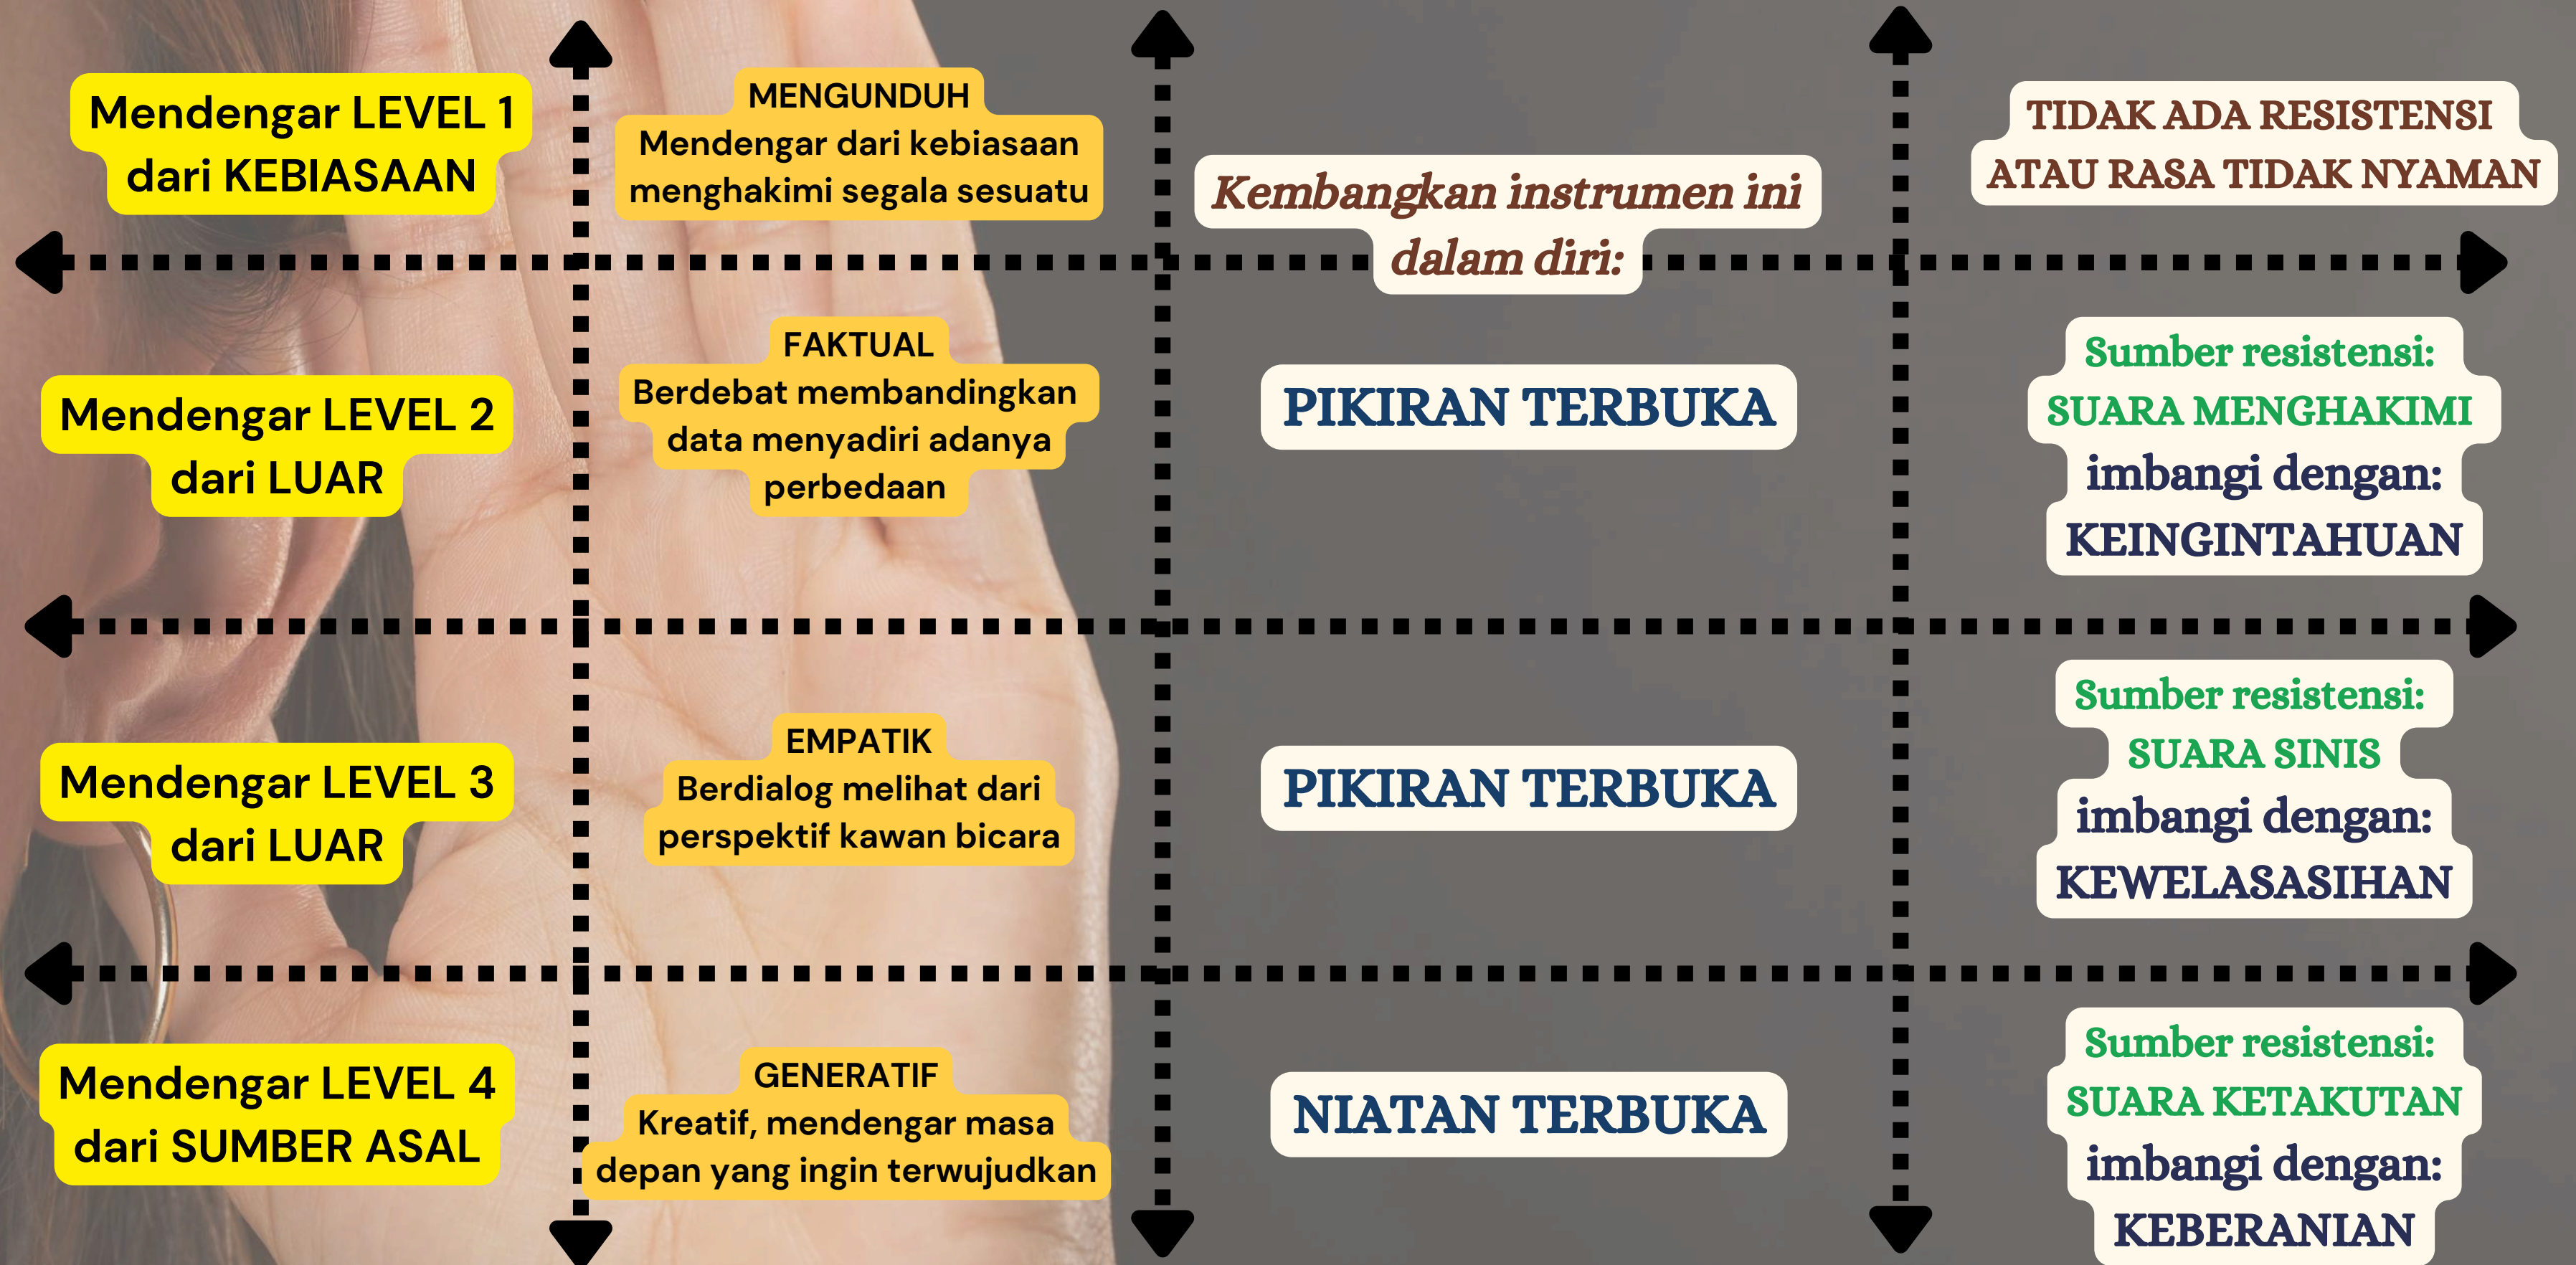 Mendengar LEVEL 1
dari KEBIASAAN
MENGUNDUH
Mendengar dari kebiasaan
menghakimi segala sesuatu
Kembangkan instrumen ini
dalam diri:
TIDAK ADA RESISTENSI
ATAU RASA TIDAK NYAMAN
Mendengar LEVEL 2
dari LUAR
FAKTUAL
Berdebat membandingkan
data menyadiri adanya
perbedaan
PIKIRAN TERBUKA
Sumber resistensi:
SUARA MENGHAKIMI
imbangi dengan:
KEINGINTAHUAN
Mendengar LEVEL 3
dari LUAR
EMPATIK
Berdialog melihat dari
perspektif kawan bicara
PIKIRAN TERBUKA
Sumber resistensi:
SUARA SINIS
imbangi dengan:
KEWELASASIHAN
Mendengar LEVEL 4
dari SUMBER ASAL
GENERATIF
Kreatif, mendengar masa
depan yang ingin terwujudkan
NIATAN TERBUKA
Sumber resistensi:
SUARA KETAKUTAN
imbangi dengan:
KEBERANIAN